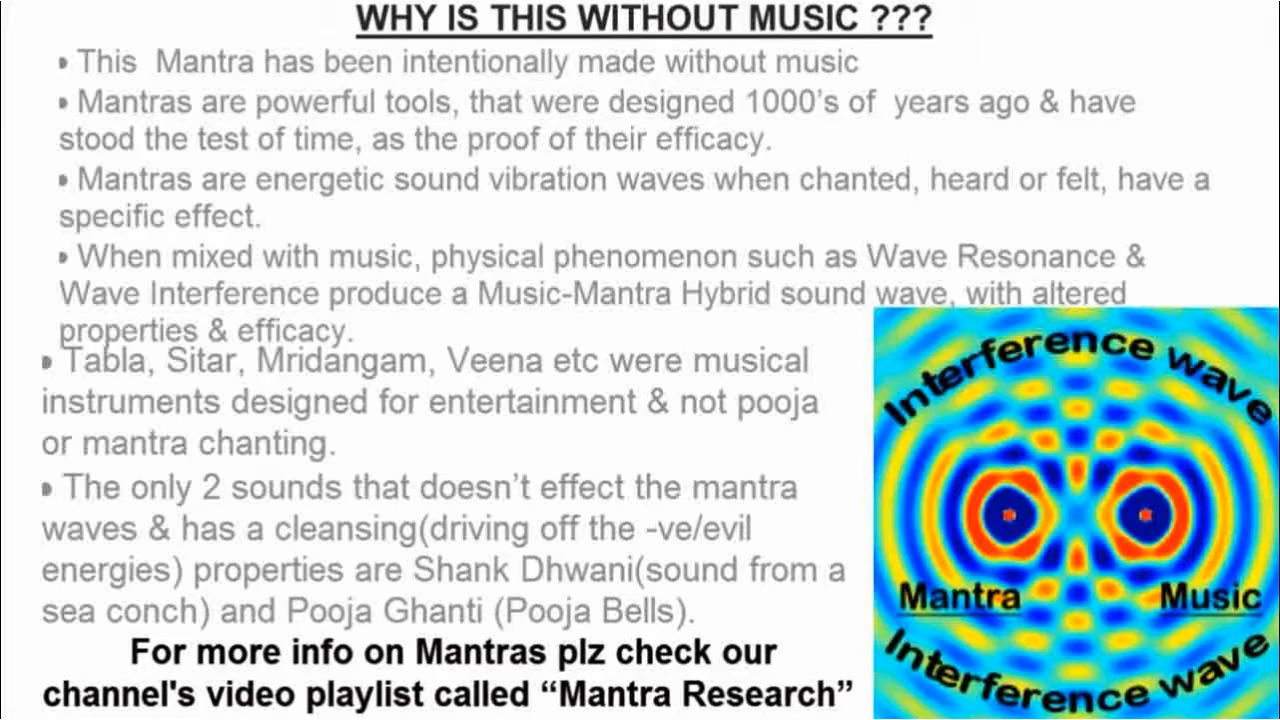 WHY IS THIS WITHOUT MUSIC ???
• This  Mantra has been intentionally made without music
• Mantras are powerful tools, that were designed 1000’s of  years ago & have
stood the test of time, as the proof of their efficacy.
• Mantras are energetic sound vibration waves when chanted, heard or felt, have a
specific effect.
• When mixed with music, physical phenomenon such as Wave Resonance &
Wave Interference produce a Music-Mantra Hybrid sound wave, with altered
properties & efficacy.
• Tabla, Sitar, Mridangam, Veena etc were musical
instruments designed for entertainment & not pooja
or mantra chanting.
• The only 2 sounds that doesn’t effect the mantra
waves & has a cleansing(driving off the -ve/evil
energies) properties are Shank Dhwani(sound from a
sea conch) and Pooja Ghanti (Pooja Bells).
For more info on Mantras plz check our
channel's video playlist called “Mantra Research”
Interference wave
Mantra
Music
Interference wave